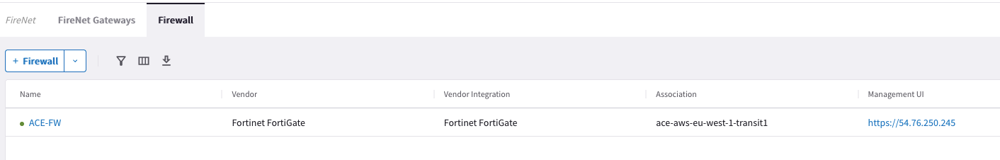 FireNet FireNet Gateways Firewall
+ Firewall
Name Vendor Vendor Integration Association Management UI
ACE-FW Fortinet FortiGate Fortinet FortiGate ace-aws-eu-west-1-transit1 https://54.76.250.245